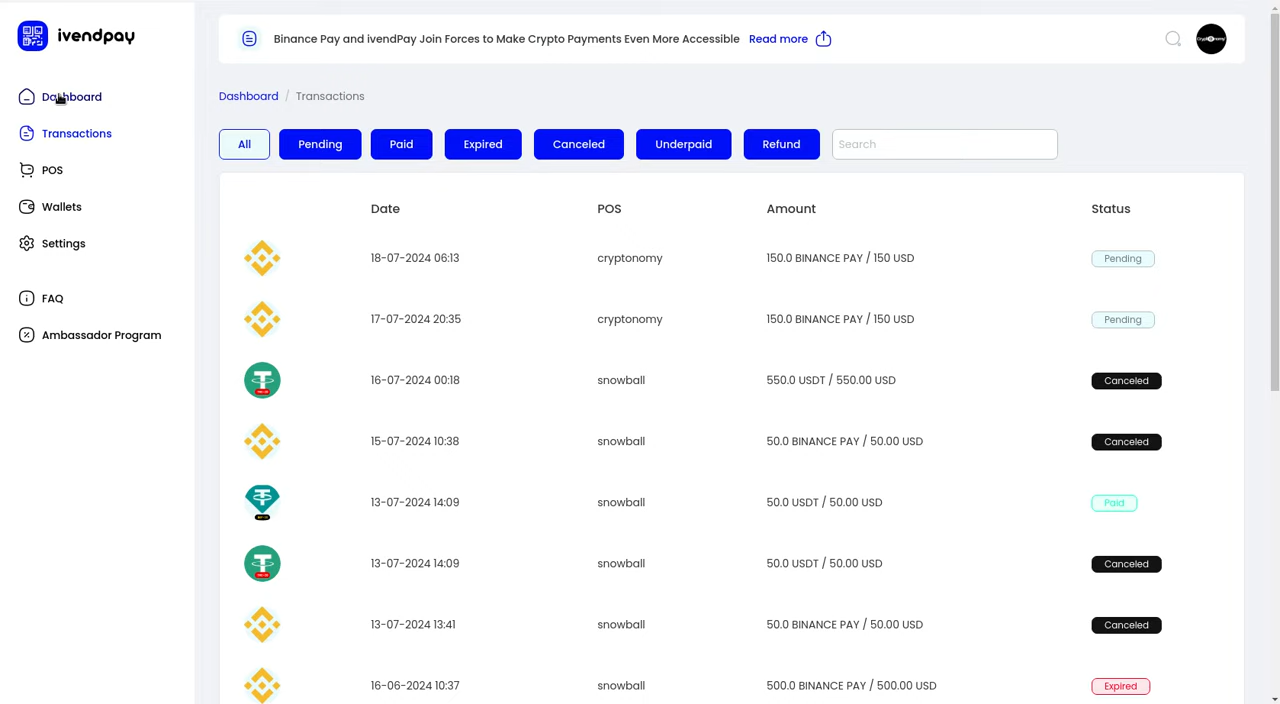 ivendpay
Binance Pay and ivendPay Join Forces to Make Crypto Payments Even More Accessible Read more
Dashboard
Transactions
POS
Wallets
Settings
FAQ
Ambassador Program
Dashboard / Transactions
All Pending Paid Expired Canceled Underpaid Refund Search
Date POS Amount Status
18-07-2024 06:13 cryptonomy 150.0 BINANCE PAY / 150 USD Pending
17-07-2024 20:35 cryptonomy 150.0 BINANCE PAY / 150 USD Pending
16-07-2024 00:18 snowball 550.0 USDT / 550.00 USD Canceled
15-07-2024 10:38 snowball 50.0 BINANCE PAY / 50.00 USD Canceled
13-07-2024 14:09 snowball 50.0 USDT / 50.00 USD Paid
13-07-2024 14:09 snowball 50.0 USDT / 50.00 USD Canceled
13-07-2024 13:41 snowball 50.0 BINANCE PAY / 50.00 USD Canceled
16-06-2024 10:37 snowball 500.0 BINANCE PAY / 500.00 USD Expired